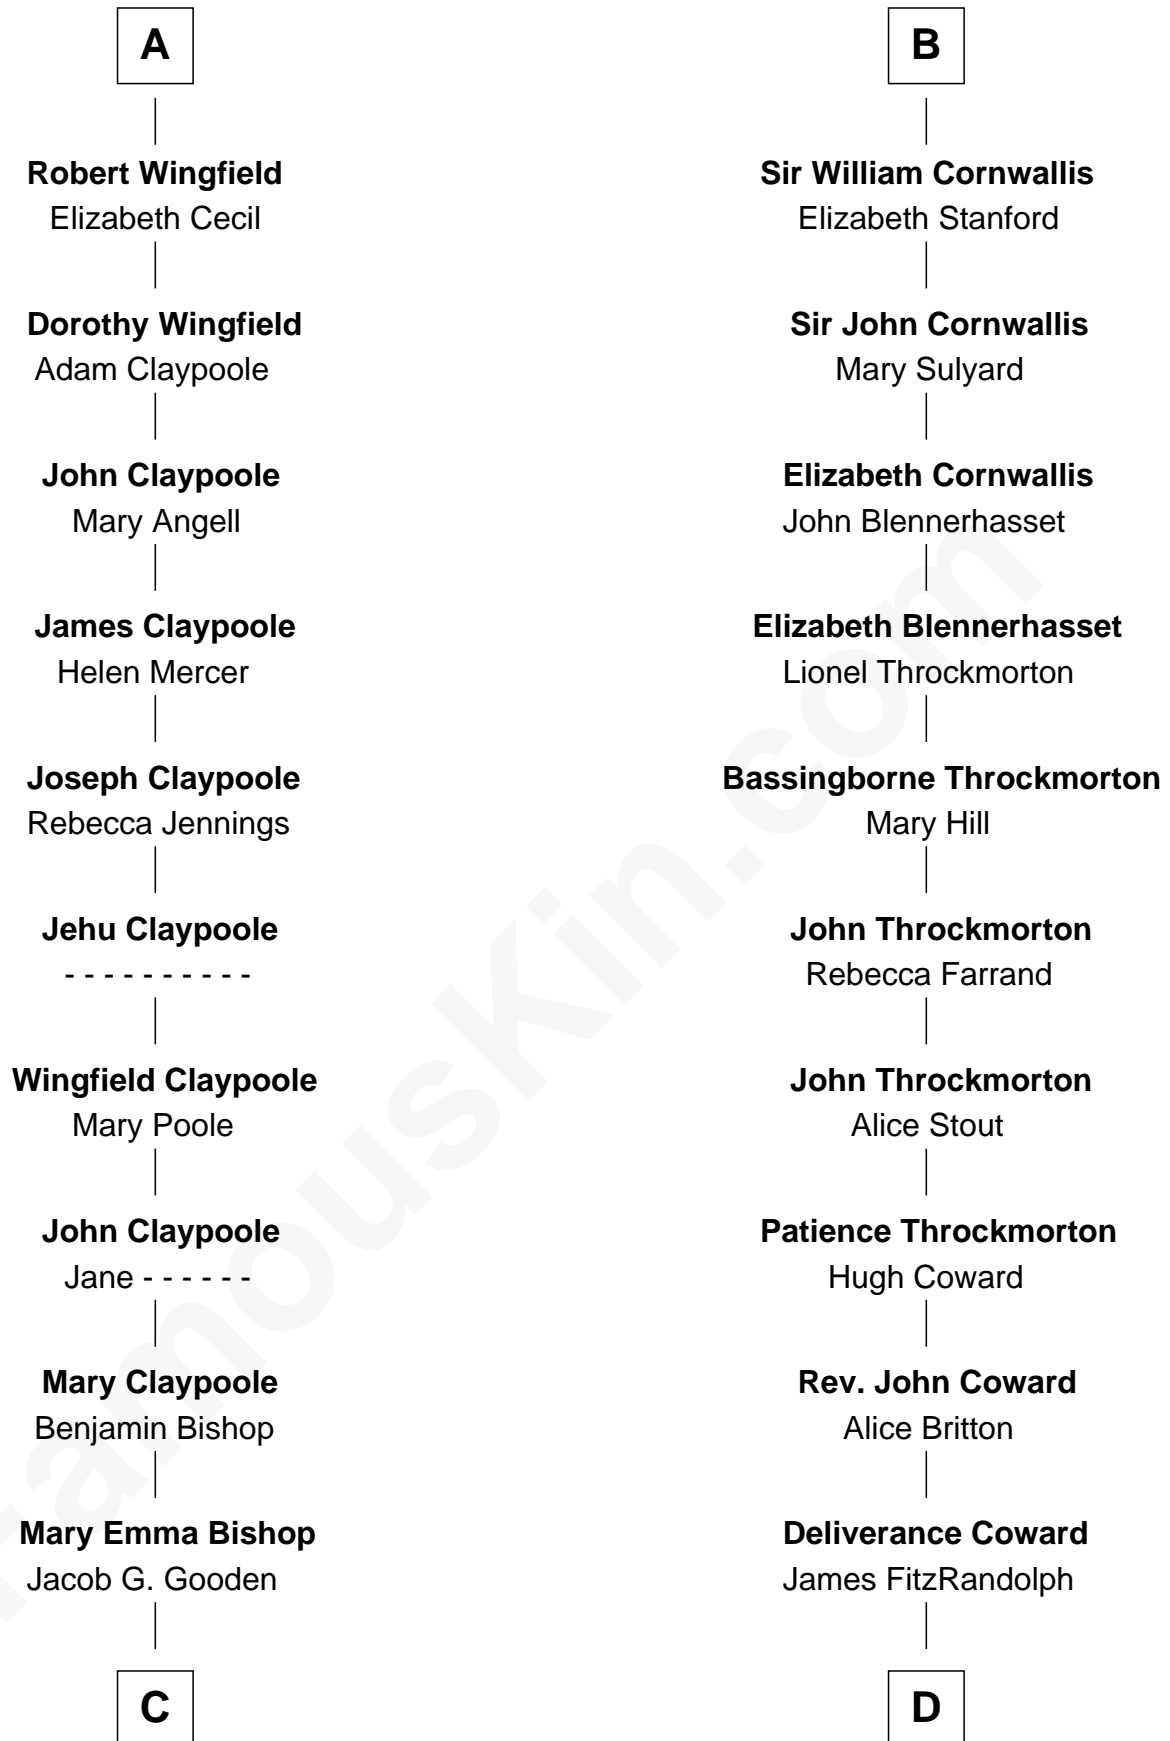 A
Robert Wingfield
Elizabeth Cecil
Dorothy Wingfield
Adam Claypoole
John Claypoole
Mary Angell
James Claypoole
Helen Mercer
Joseph Claypoole
Rebecca Jennings
Jehu Claypoole
- - - - - - - - - -
Wingfield Claypoole
Mary Poole
John Claypoole
Jane - - - - - -
Mary Claypoole
Benjamin Bishop
Mary Emma Bishop
Jacob G. Gooden
C
B
Sir William Cornwallis
Elizabeth Stanford
Sir John Cornwallis
Mary Sulyard
Elizabeth Cornwallis
John Blennerhasset
Elizabeth Blennerhasset
Lionel Throckmorton
Bassingborne Throckmorton
Mary Hill
John Throckmorton
Rebecca Farrand
John Throckmorton
Alice Stout
Patience Throckmorton
Hugh Coward
Rev. John Coward
Alice Britton
Deliverance Coward
James FitzRandolph
D
FamousKin.com